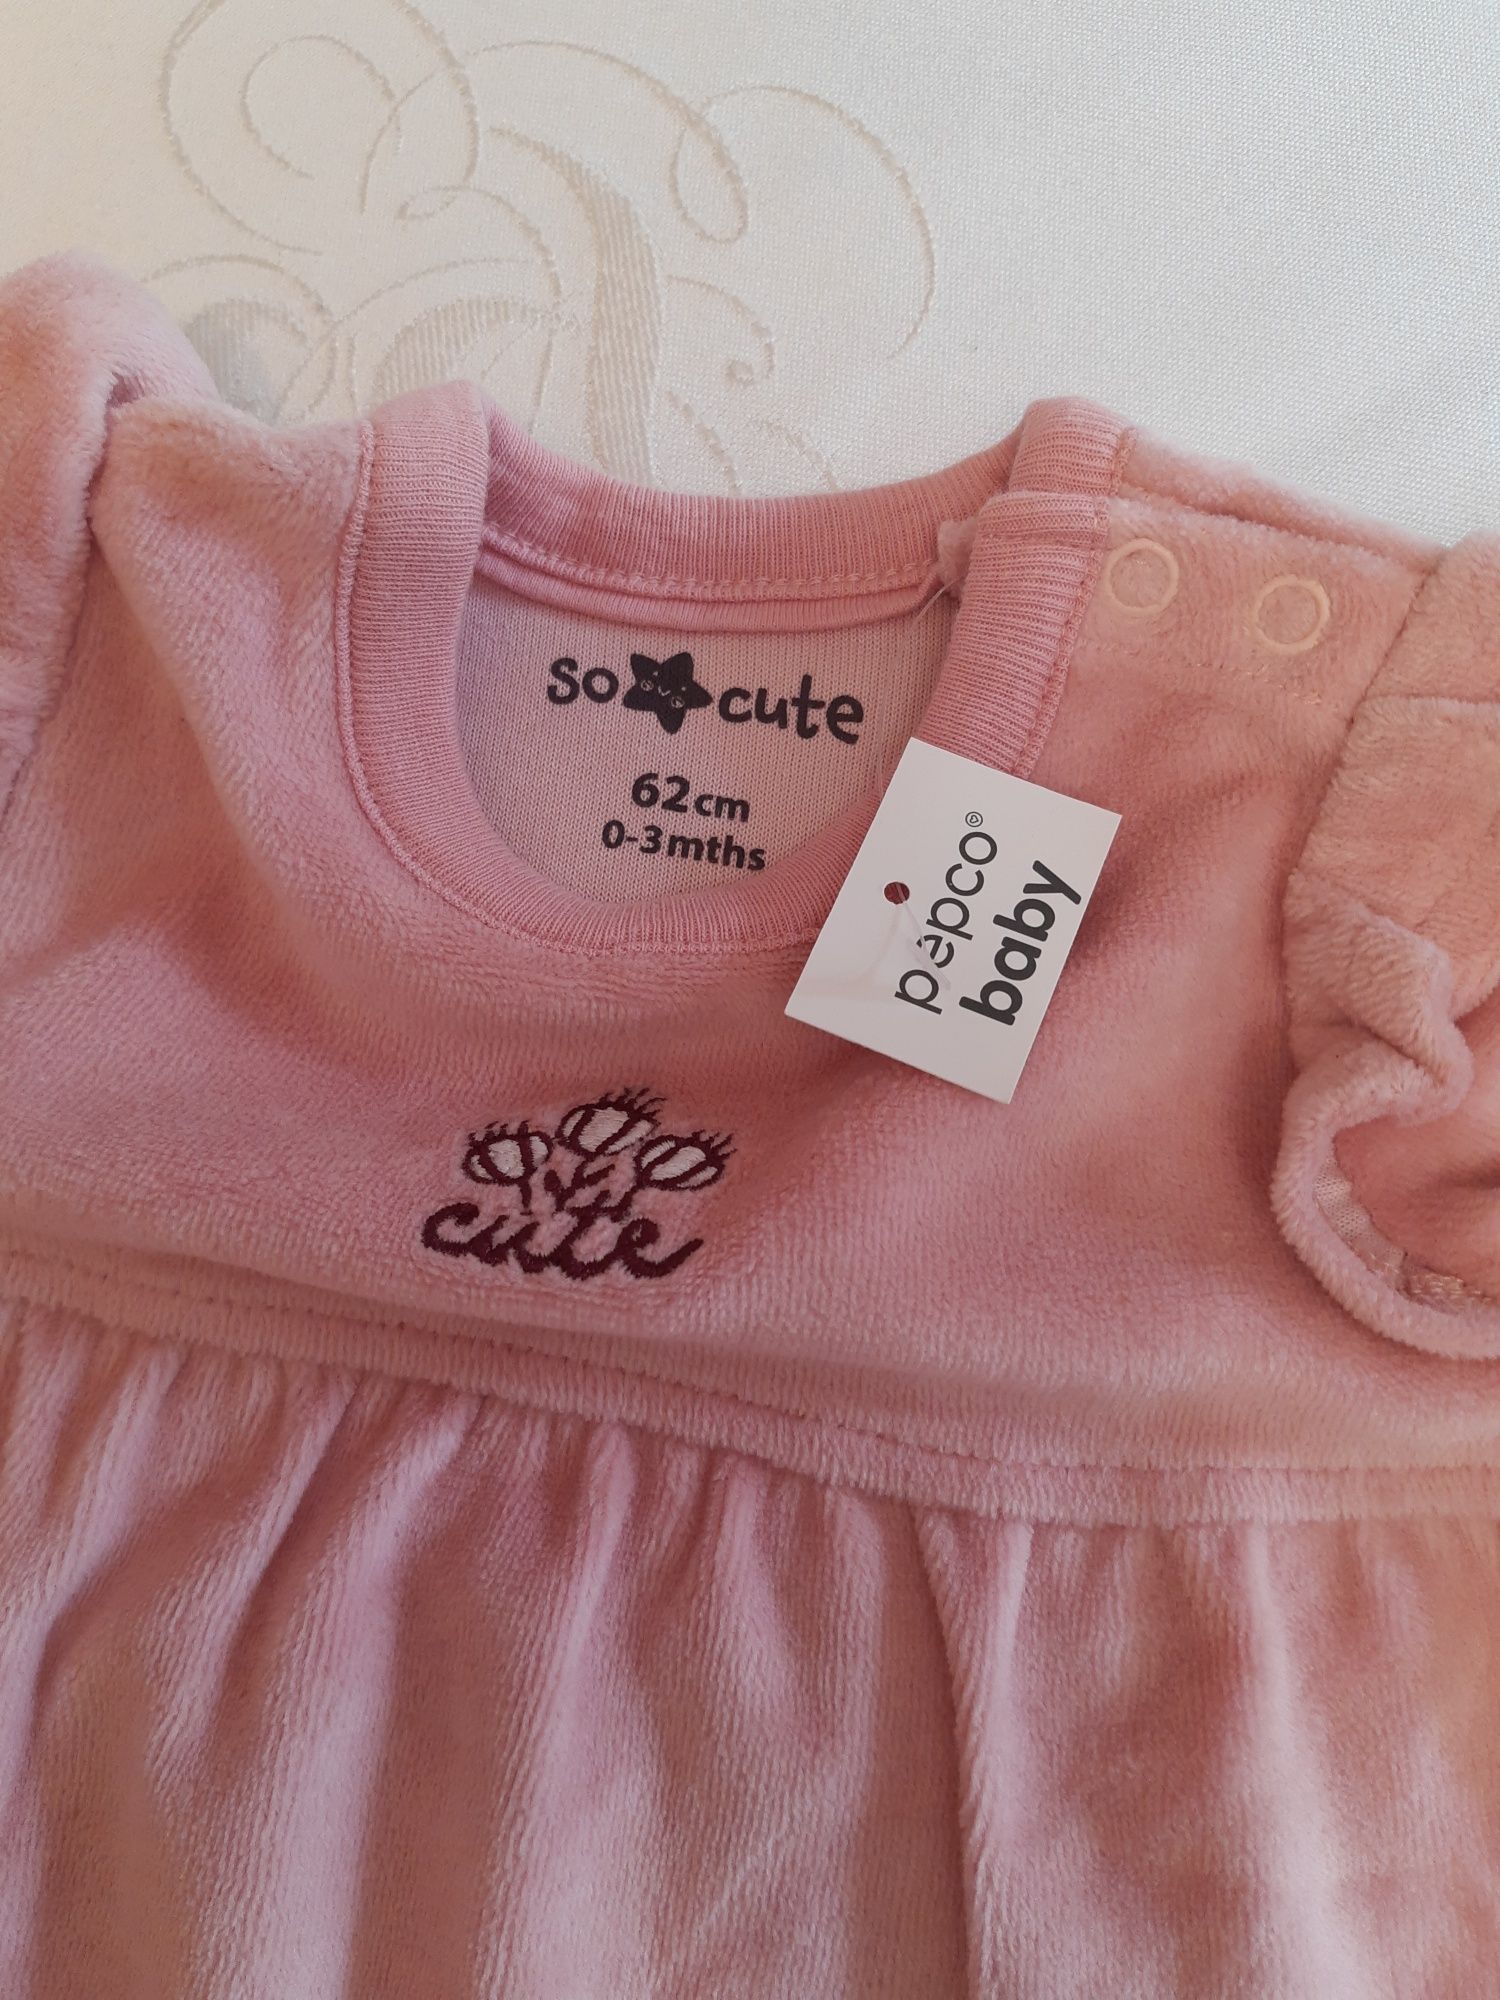 so cute
62cm
0-3mths
pepco
baby
cute